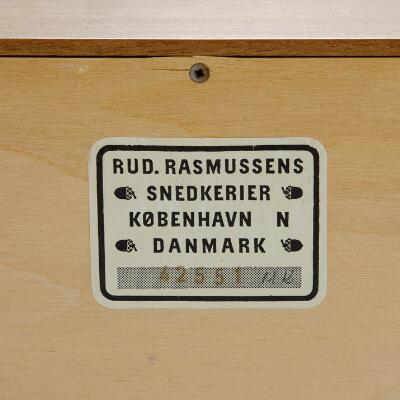 RUD. RASMUSSENS
SNEDKERIER
KØBENHAVN N
DANMARK
42551